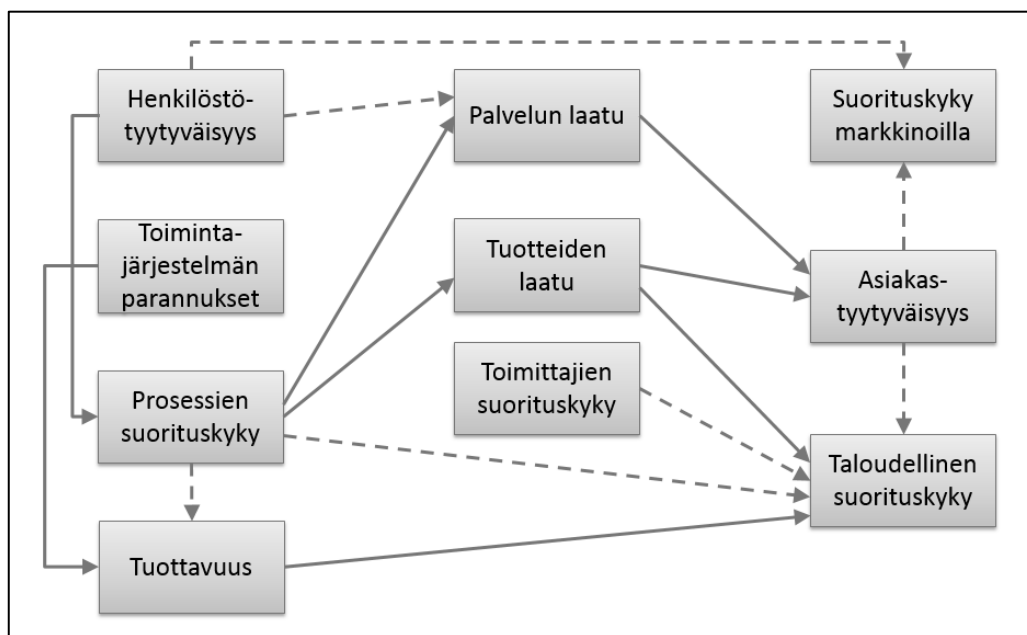 Henkilöstö-
tyytyväisyys
Palvelun laatu
Suorituskyky
markkinoilla
Toiminta-
järjestelmän
parannukset
Tuotteiden
laatu
Asiakas-
tyytyväisyys
Toimittajien
suorituskyky
Prosessien
suorituskyky
Taloudellinen
suorituskyky
Tuottavuus